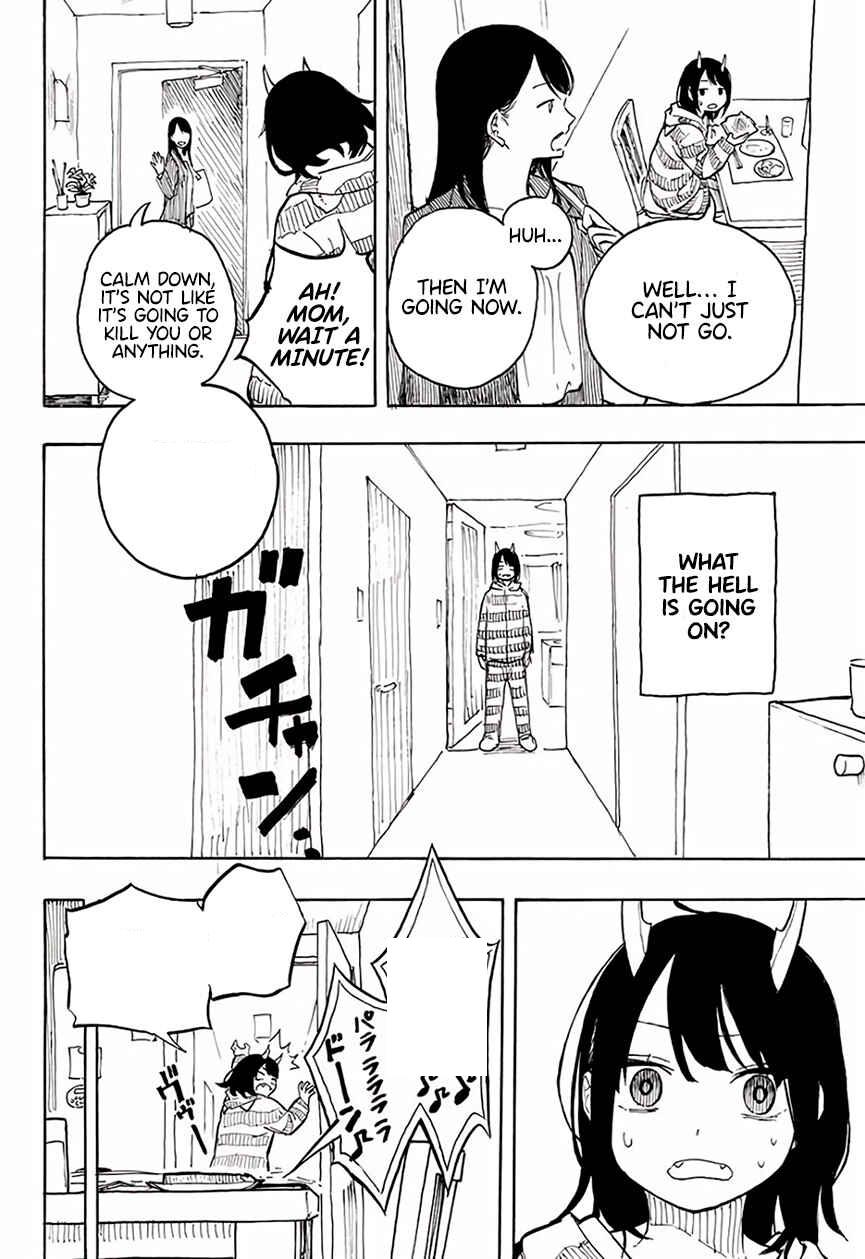 WELL... I
CAN'T JUST
NOT GO.
HUH...
THEN I'M
GOING NOW.
AH!
MOM,
WAIT A
MINUTE!
CALM DOWN,
IT'S NOT LIKE
IT'S GOING TO
KILL YOU OR
ANYTHING.
WHAT
THE HELL
IS GOING
ON?
ガチャン
パララララララ
ドーン
ヴーヴー